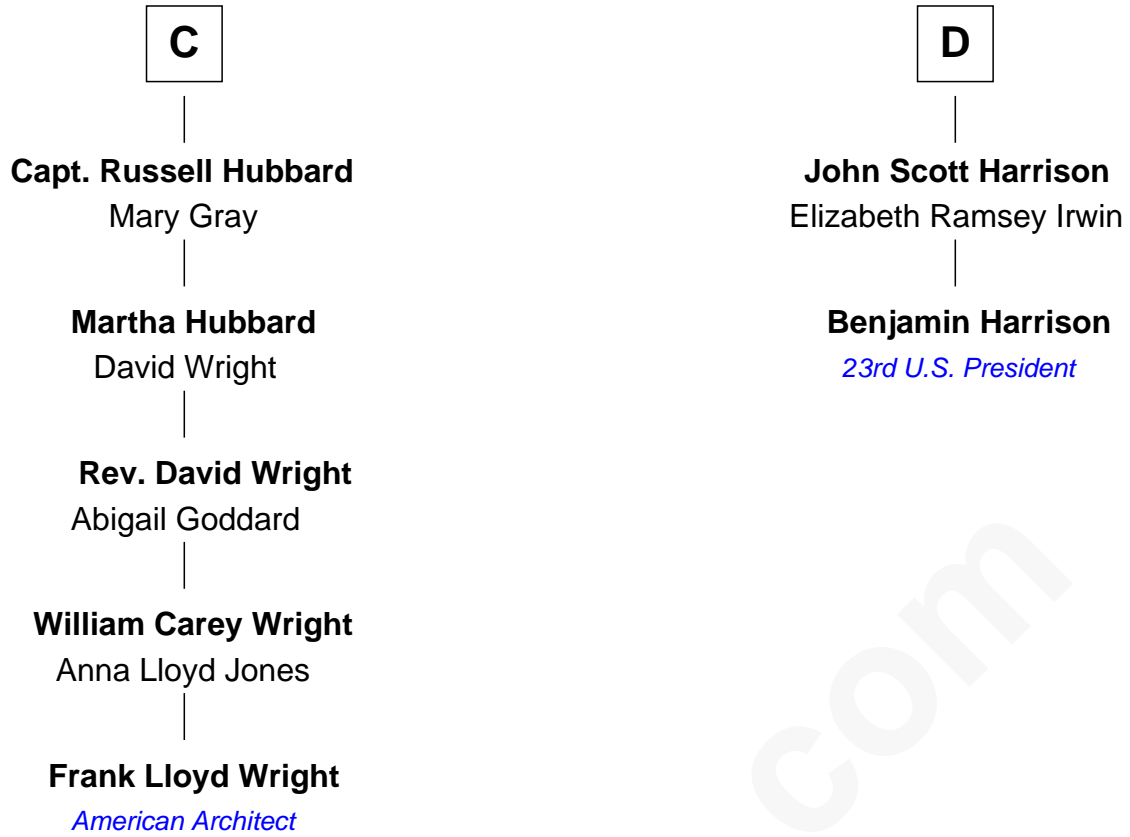 C
Capt. Russell Hubbard
Mary Gray
Martha Hubbard
David Wright
Rev. David Wright
Abigail Goddard
William Carey Wright
Anna Lloyd Jones
Frank Lloyd Wright
American Architect
D
John Scott Harrison
Elizabeth Ramsey Irwin
Benjamin Harrison
23rd U.S. President
com